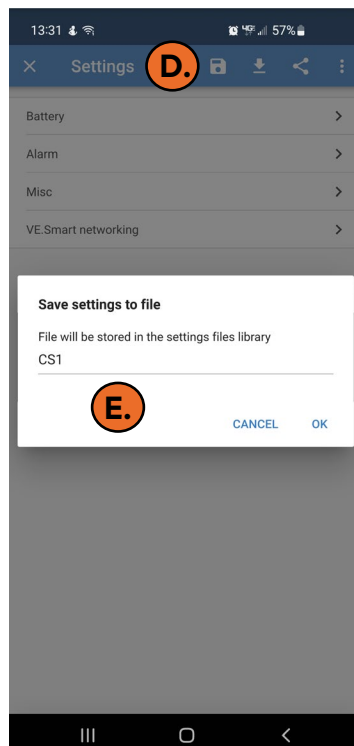 13:31 4G 57%
Settings D.
Battery
Alarm
Misc
VE.Smart networking
Save settings to file
File will be stored in the settings files library
CS1
E.
CANCEL OK